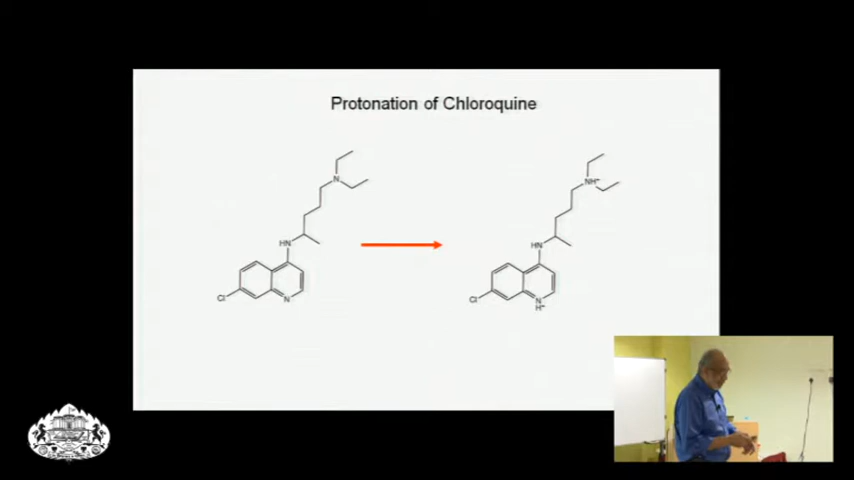 Protonation of Chloroquine
N
HN
Cl
N
NH⁺
HN
Cl
N
H⁺